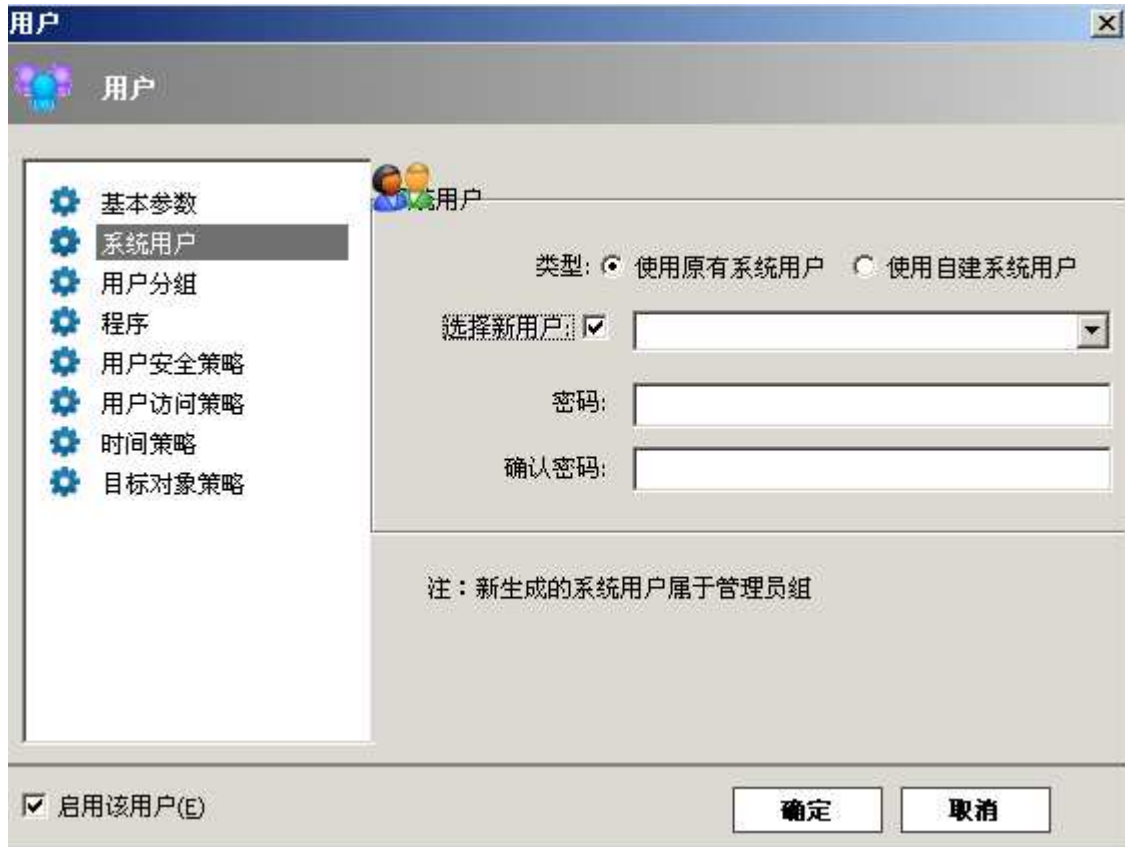 用户
用户
基本参数
系统用户
用户分组
程序
用户安全策略
用户访问策略
时间策略
目标对象策略
统用户
类型: 使用原有系统用户 使用自建系统用户
选择新用户:
密码:
确认密码:
注：新生成的系统用户属于管理员组
启用该用户(E)
确定 取消